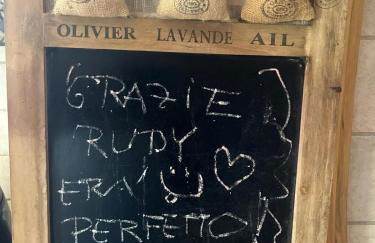 OLIVIER LAVANDE AIL
GRAZIE
RUDY
ERA
PERFETTO